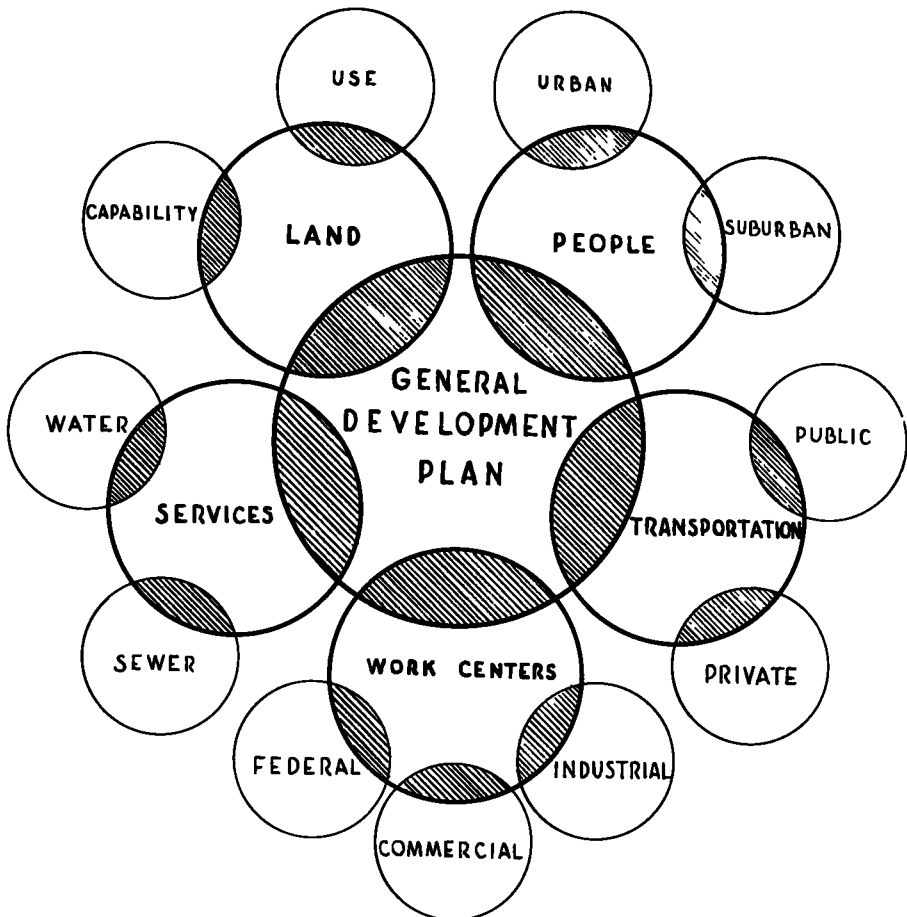 USE
URBAN
CAPABILITY
SUBURBAN
LAND
PEOPLE
GENERAL
DEVELOPMENT
PLAN
WATER
PUBLIC
SERVICES
TRANSPORTATION
SEWER
WORK CENTERS
PRIVATE
FEDERAL
INDUSTRIAL
COMMERCIAL